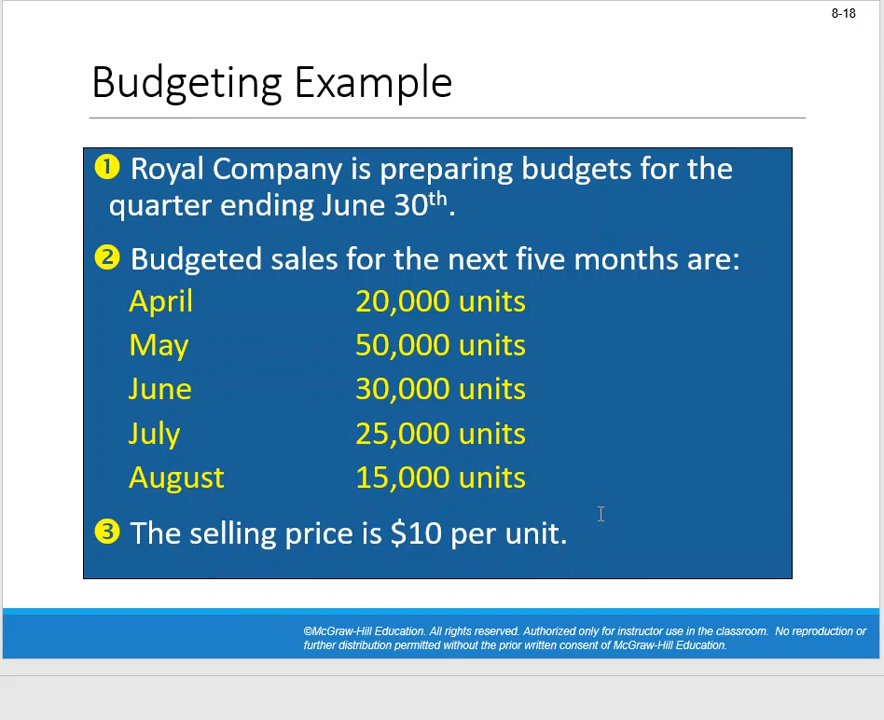 8-18
Budgeting Example
❶ Royal Company is preparing budgets for the
quarter ending June 30th.
❷ Budgeted sales for the next five months are:
April 20,000 units
May 50,000 units
June 30,000 units
July 25,000 units
August 15,000 units
❸ The selling price is $10 per unit.
©McGraw-Hill Education. All rights reserved. Authorized only for instructor use in the classroom. No reproduction or
further distribution permitted without the prior written consent of McGraw-Hill Education.